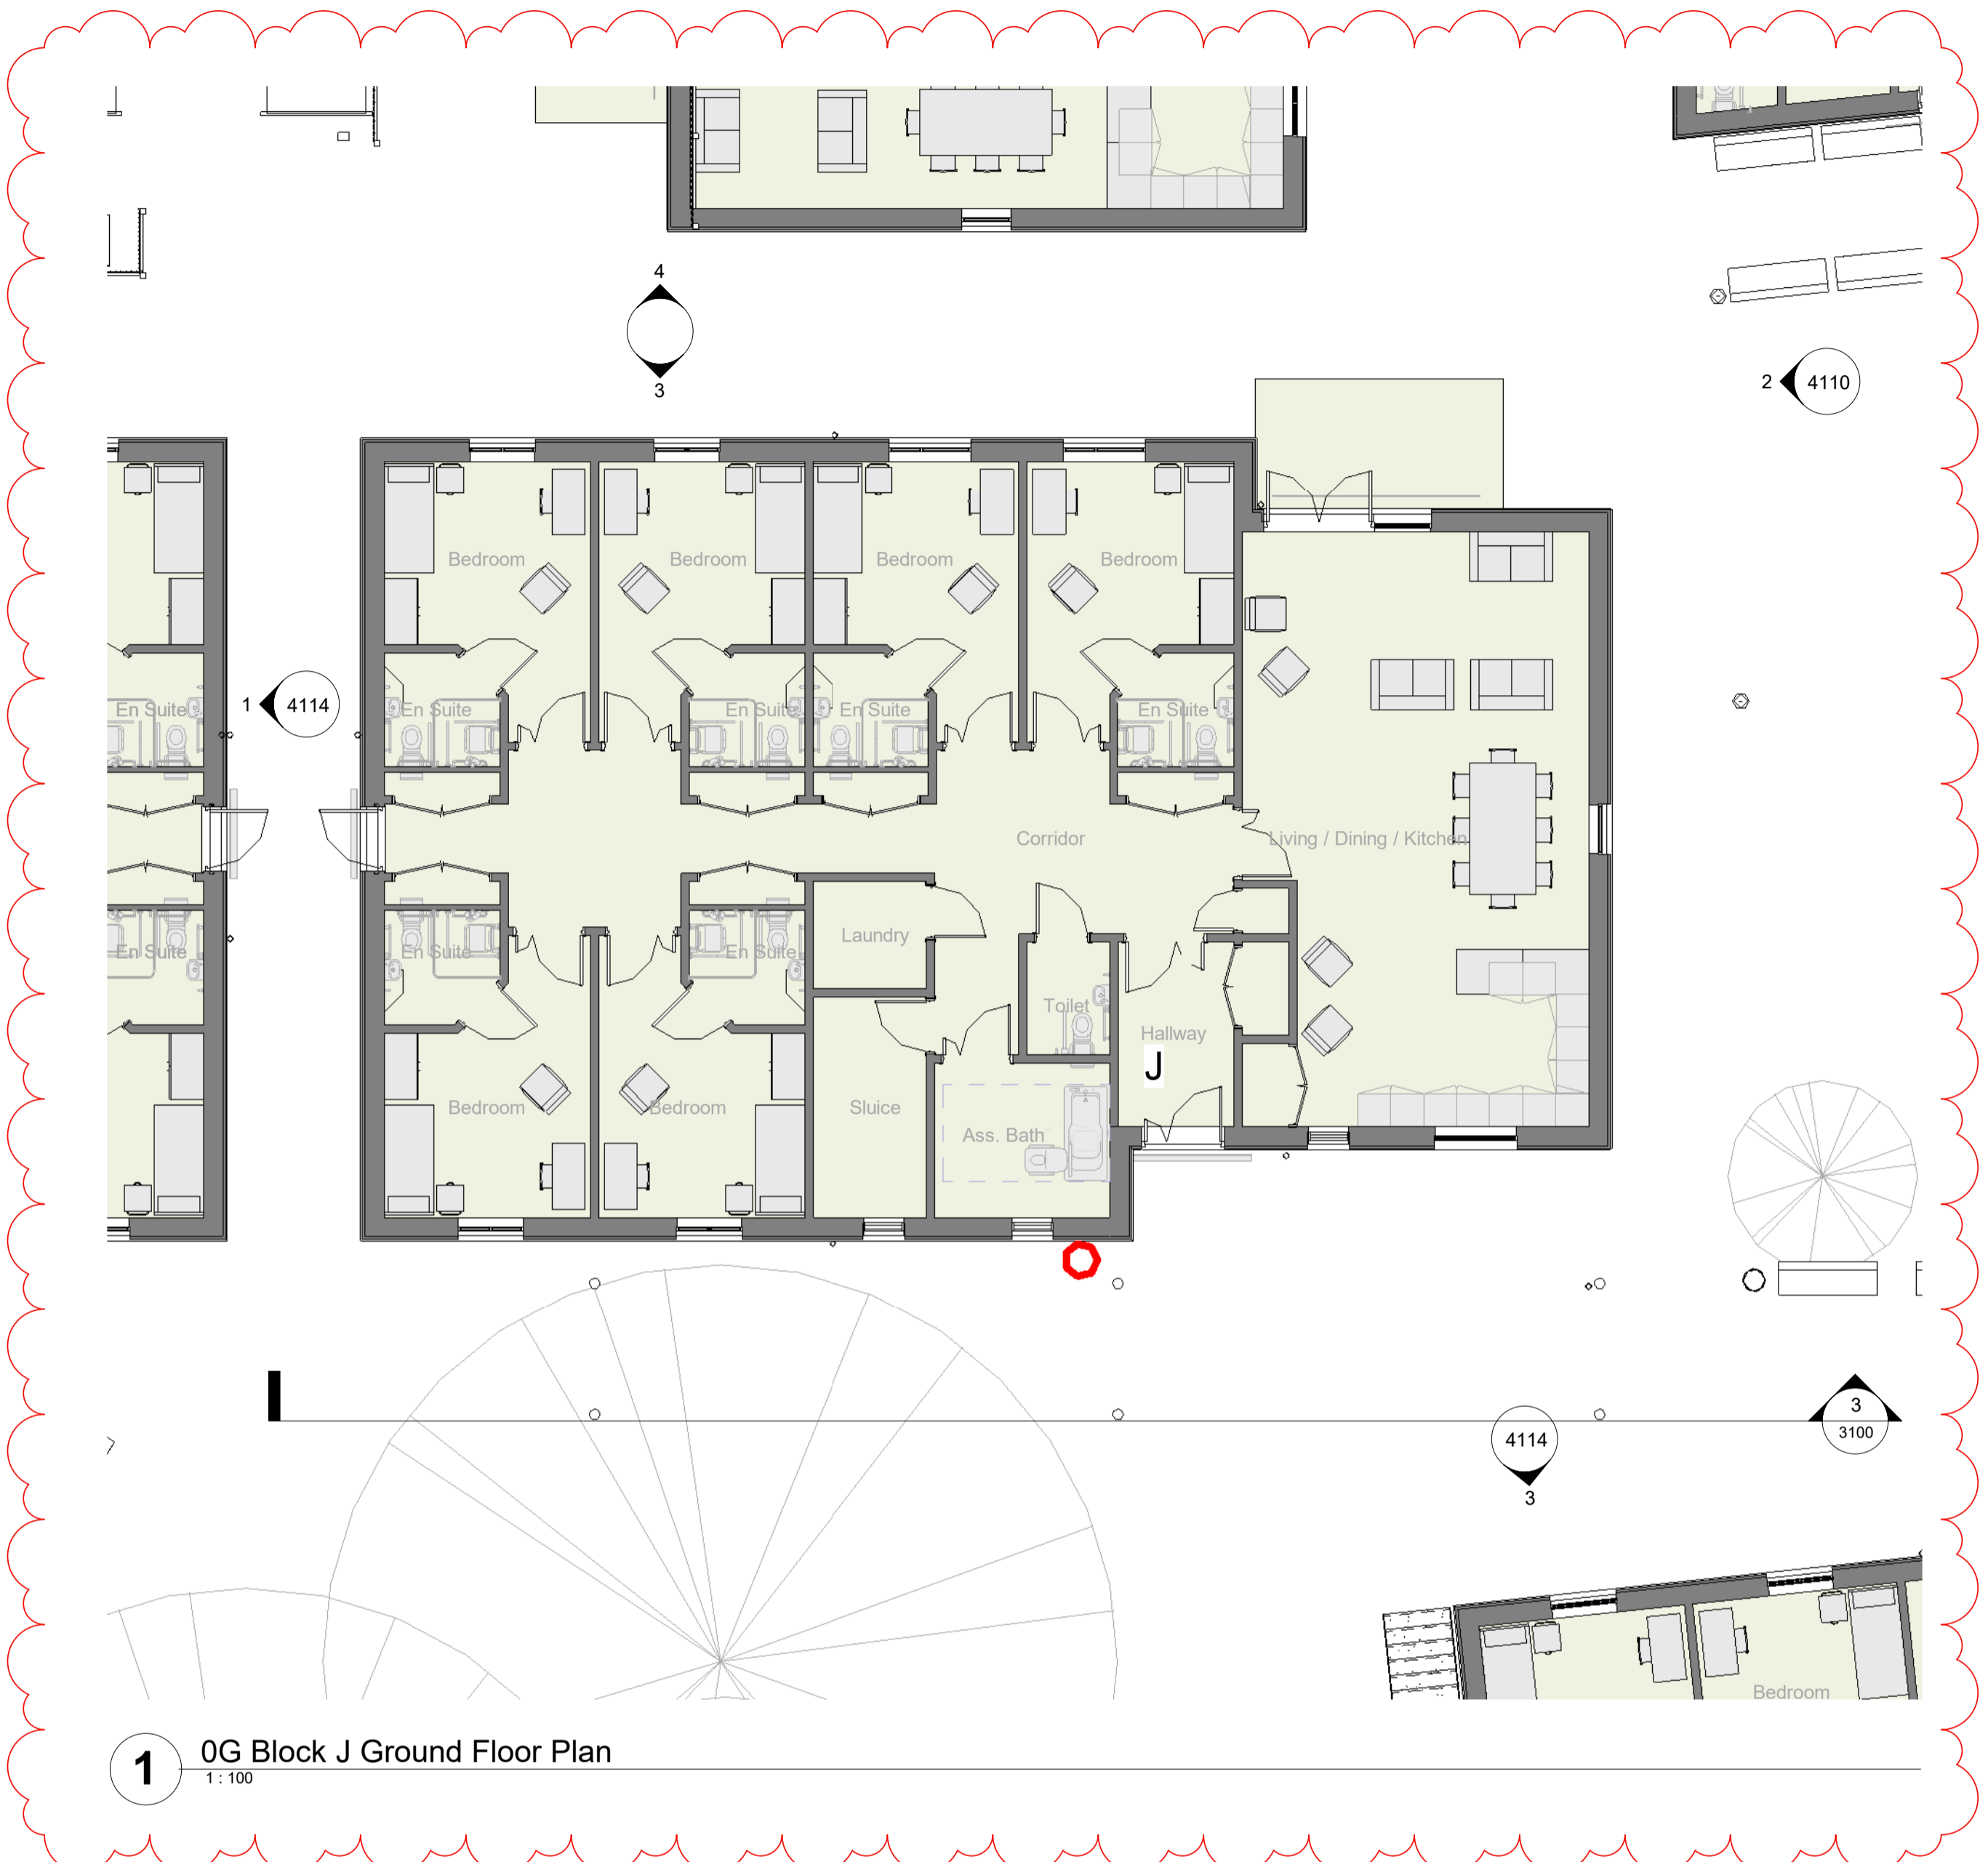 4
3
2 4110
Bedroom Bedroom Bedroom Bedroom
1 4114
En Suite En Suite En Suite En Suite En Suite
Corridor Living / Dining / Kitchen
Laundry
En Suite En Suite En Suite
Toilet
Hallway
J
Bedroom Bedroom Sluice
Ass. Bath
3
3100
4114
3
Bedroom
1 0G Block J Ground Floor Plan
1 : 100